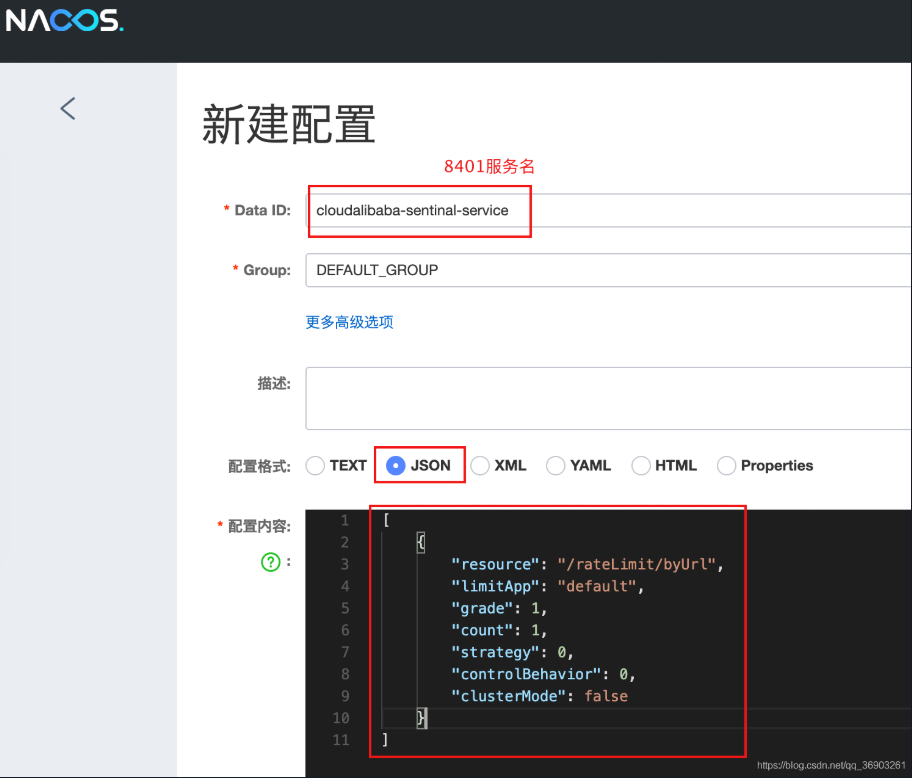 NACOS.
新建配置
8401服务名
* Data ID: cloudalibaba-sentinal-service
* Group: DEFAULT_GROUP
更多高级选项
描述:
配置格式: TEXT JSON XML YAML HTML Properties
* 配置内容: 1 [
? :
2 {
3 "resource": "/rateLimit/byUrl",
4 "limitApp": "default",
5 "grade": 1,
6 "count": 1,
7 "strategy": 0,
8 "controlBehavior": 0,
9 "clusterMode": false
10 }
11 ]
https://blog.csdn.net/qq_36903261